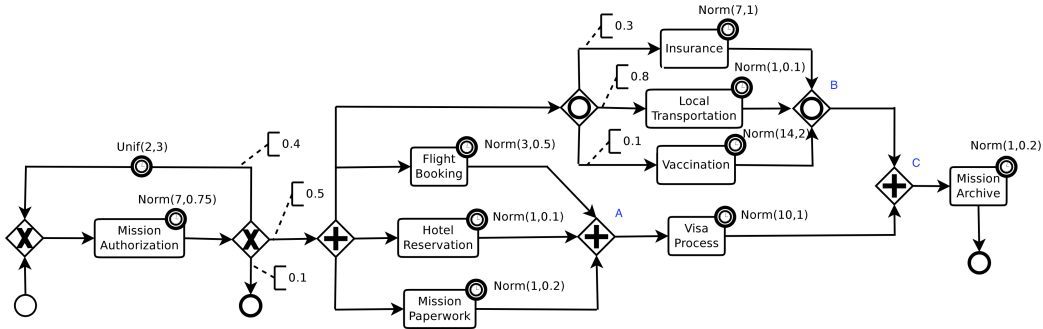 0.3
Norm(7,1)
Insurance
0.8
Norm(1,0.1)
Local
Transportation
B
0.1
Norm(14,2)
Vaccination
Unif(2,3)
0.4
Norm(3,0.5)
Flight
Booking
Norm(1,0.2)
C
Mission
Archive
Norm(7,0.75)
Mission
Authorization
X
X
0.5
Norm(1,0.1)
Hotel
Reservation
A
Norm(10,1)
Visa
Process
0.1
Norm(1,0.2)
Mission
Paperwork